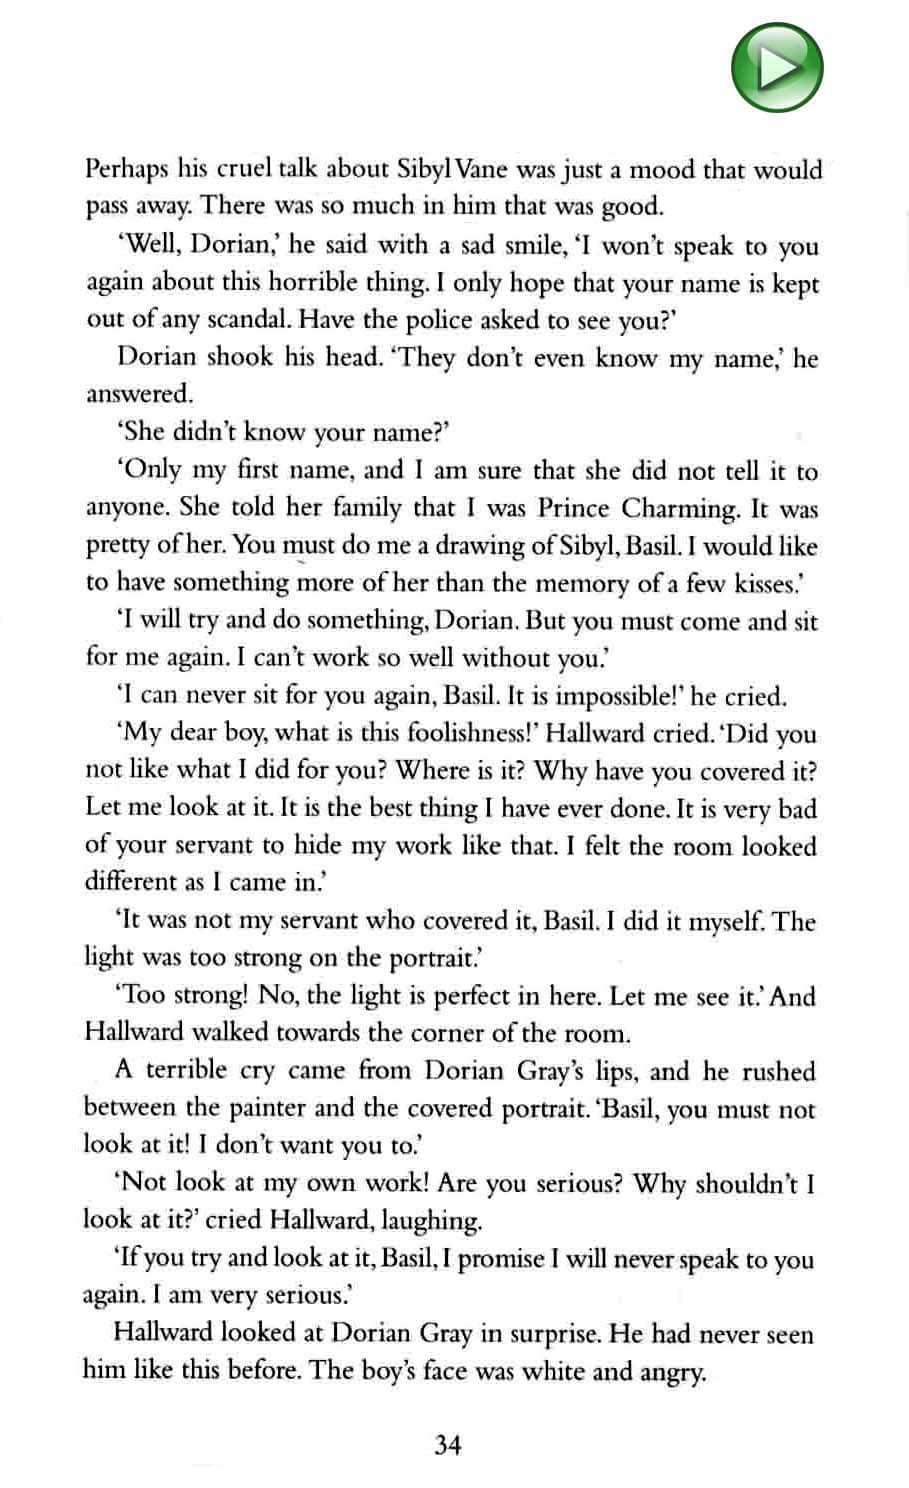 Perhaps his cruel talk about Sibyl Vane was just a mood that would
pass away. There was so much in him that was good.
‘Well, Dorian,’ he said with a sad smile, ‘I won’t speak to you
again about this horrible thing. I only hope that your name is kept
out of any scandal. Have the police asked to see you?’
Dorian shook his head. ‘They don’t even know my name,’ he
answered.
‘She didn’t know your name?’
‘Only my first name, and I am sure that she did not tell it to
anyone. She told her family that I was Prince Charming. It was
pretty of her. You must do me a drawing of Sibyl, Basil. I would like
to have something more of her than the memory of a few kisses.’
‘I will try and do something, Dorian. But you must come and sit
for me again. I can’t work so well without you.’
‘I can never sit for you again, Basil. It is impossible!’ he cried.
‘My dear boy, what is this foolishness!’ Hallward cried. ‘Did you
not like what I did for you? Where is it? Why have you covered it?
Let me look at it. It is the best thing I have ever done. It is very bad
of your servant to hide my work like that. I felt the room looked
different as I came in.’
‘It was not my servant who covered it, Basil. I did it myself. The
light was too strong on the portrait.’
‘Too strong! No, the light is perfect in here. Let me see it.’ And
Hallward walked towards the corner of the room.
A terrible cry came from Dorian Gray’s lips, and he rushed
between the painter and the covered portrait. ‘Basil, you must not
look at it! I don’t want you to.’
‘Not look at my own work! Are you serious? Why shouldn’t I
look at it?’ cried Hallward, laughing.
‘If you try and look at it, Basil, I promise I will never speak to you
again. I am very serious.’
Hallward looked at Dorian Gray in surprise. He had never seen
him like this before. The boy’s face was white and angry.
34